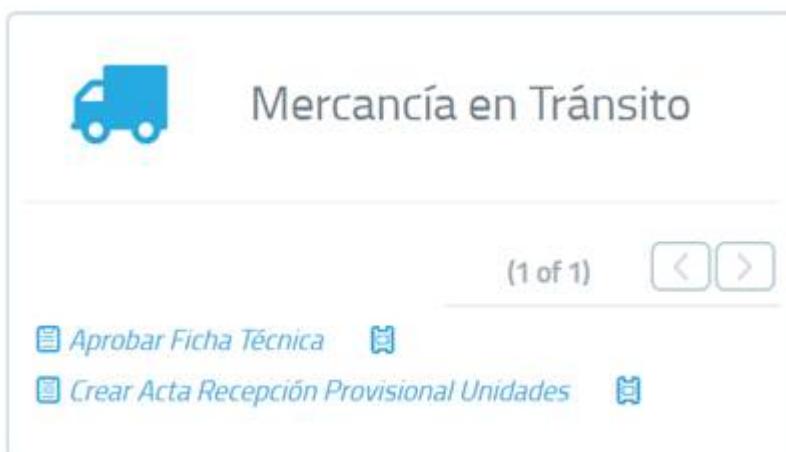 Mercancía en Tránsito
(1 of 1)
Aprobar Ficha Técnica
Crear Acta Recepción Provisional Unidades